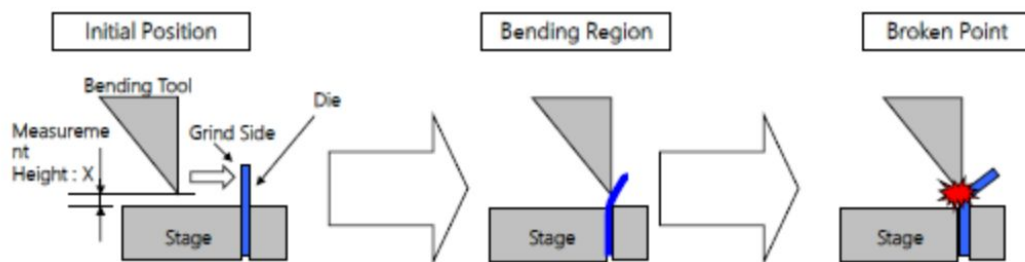 Initial Position
Bending Region
Broken Point
Bending Tool
Die
Grind Side
Measureme
nt
Height : X
Stage
Stage
Stage